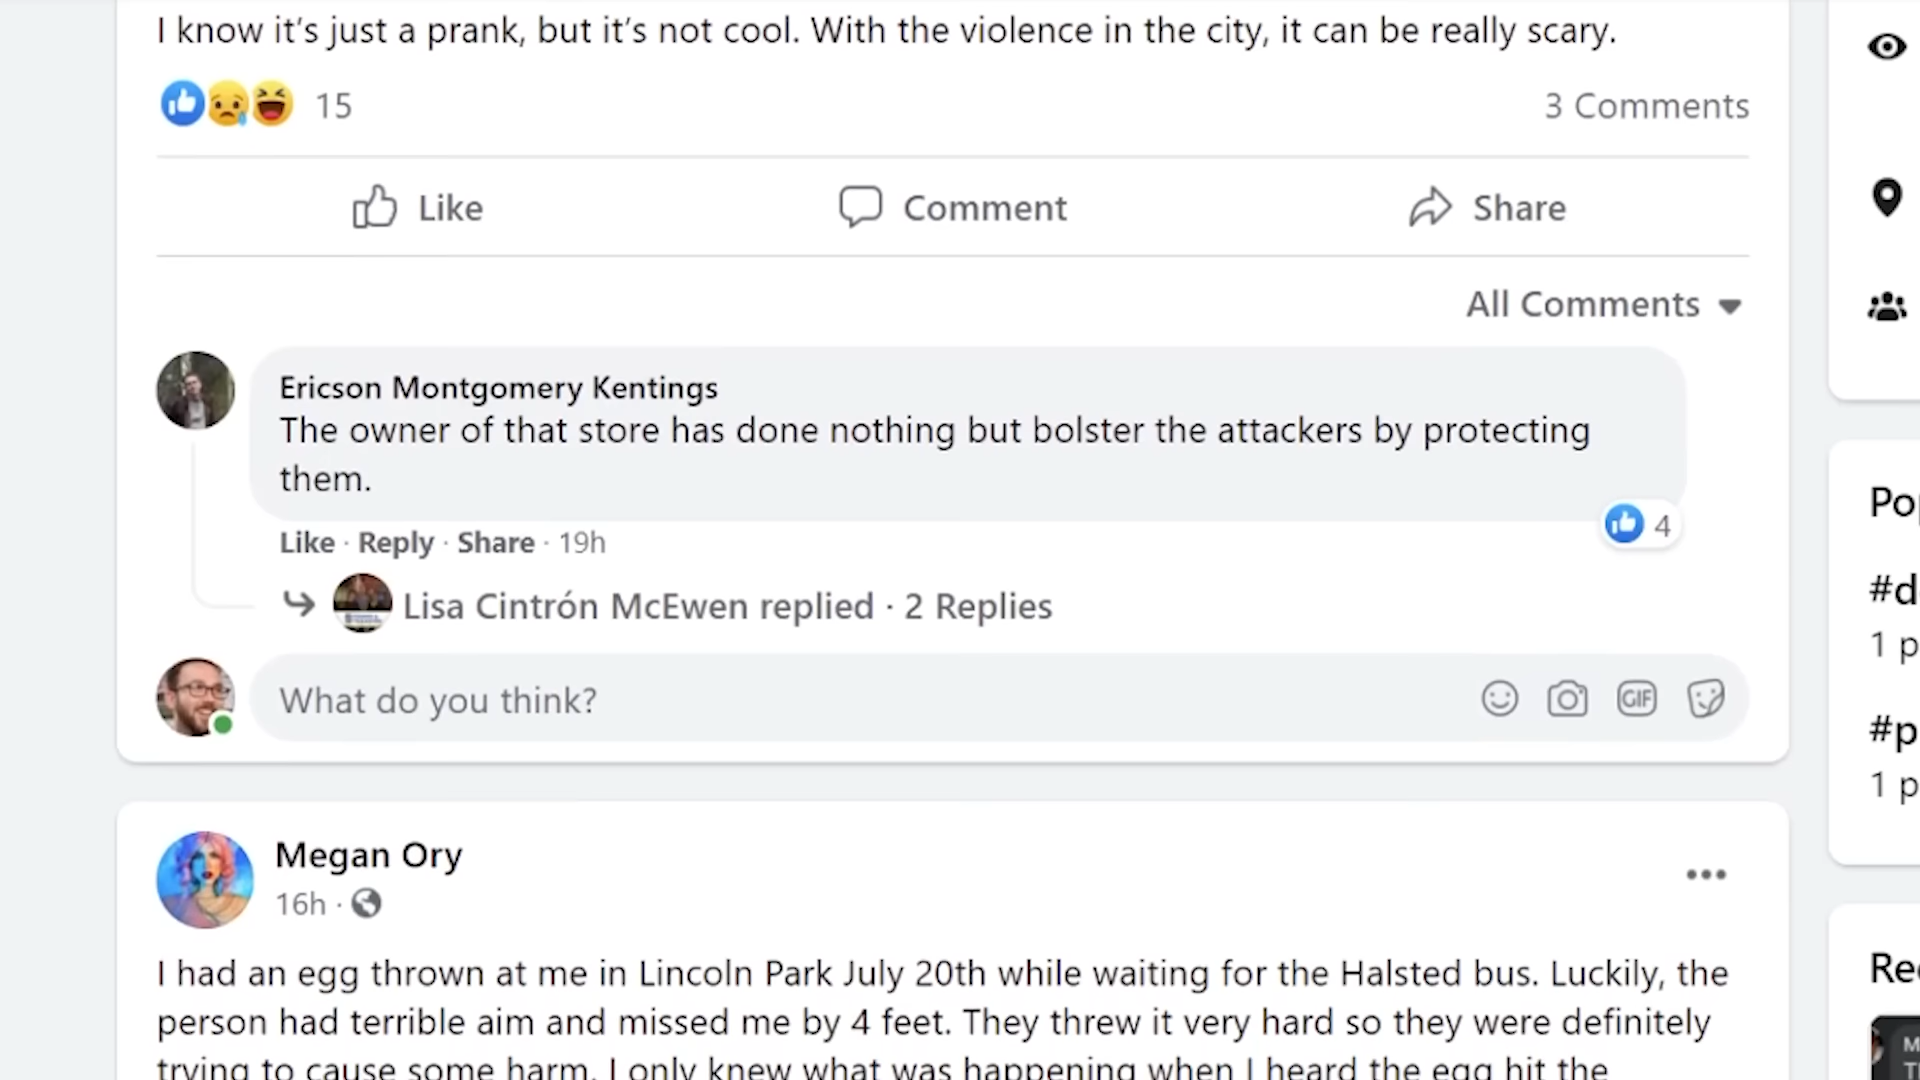 I know it's just a prank, but it's not cool. With the violence in the city, it can be really scary.
15
3 Comments
Like
Comment
Share
All Comments
Ericson Montgomery Kentings
The owner of that store has done nothing but bolster the attackers by protecting
them.
4
Like · Reply · Share · 19h
Lisa Cintrón McEwen replied · 2 Replies
What do you think?
GIF
Megan Ory
16h ·
I had an egg thrown at me in Lincoln Park July 20th while waiting for the Halsted bus. Luckily, the
person had terrible aim and missed me by 4 feet. They threw it very hard so they were definitely
trying to cause some harm. I only knew what was happening when I heard the egg hit the